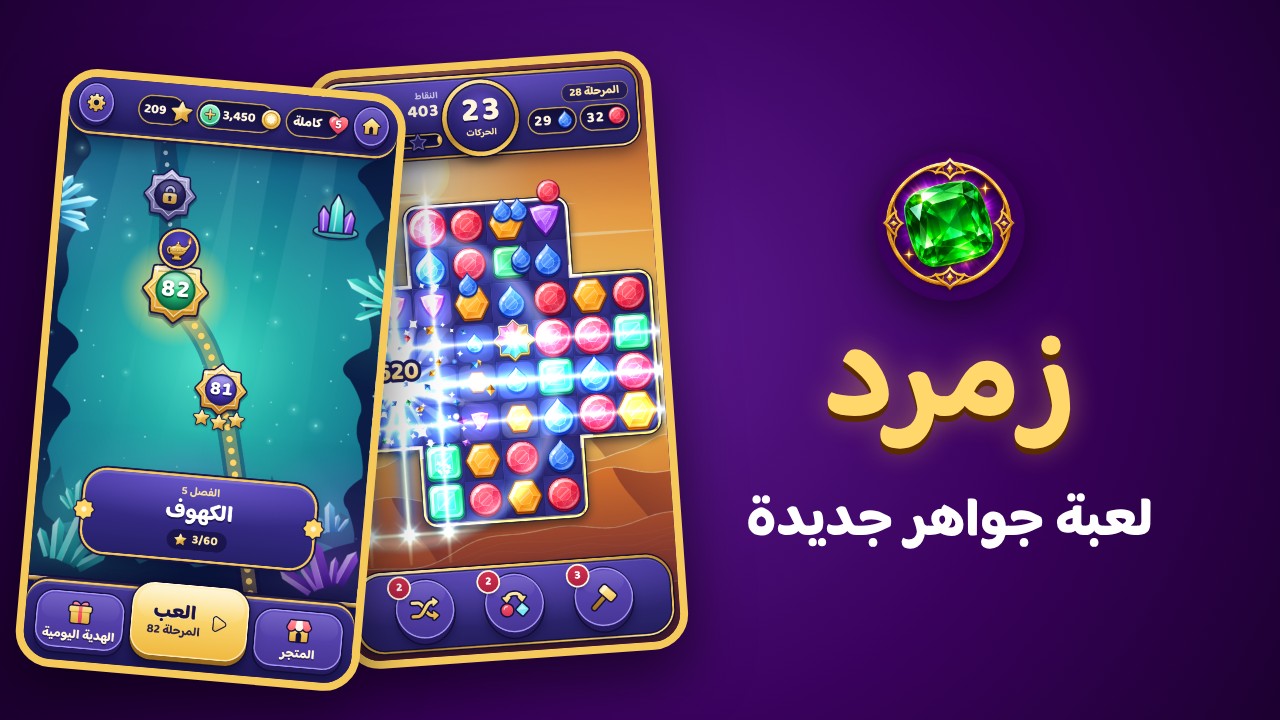 زمرد
لعبة جواهر جديدة
209
3,450
كاملة
5
82
81
الفصل 5
الكهوف
3/60
الهدية اليومية
العب
المرحلة 82
المتجر
النقاط
403
23
الحركات
المرحلة 28
29
32
620
2
2
3